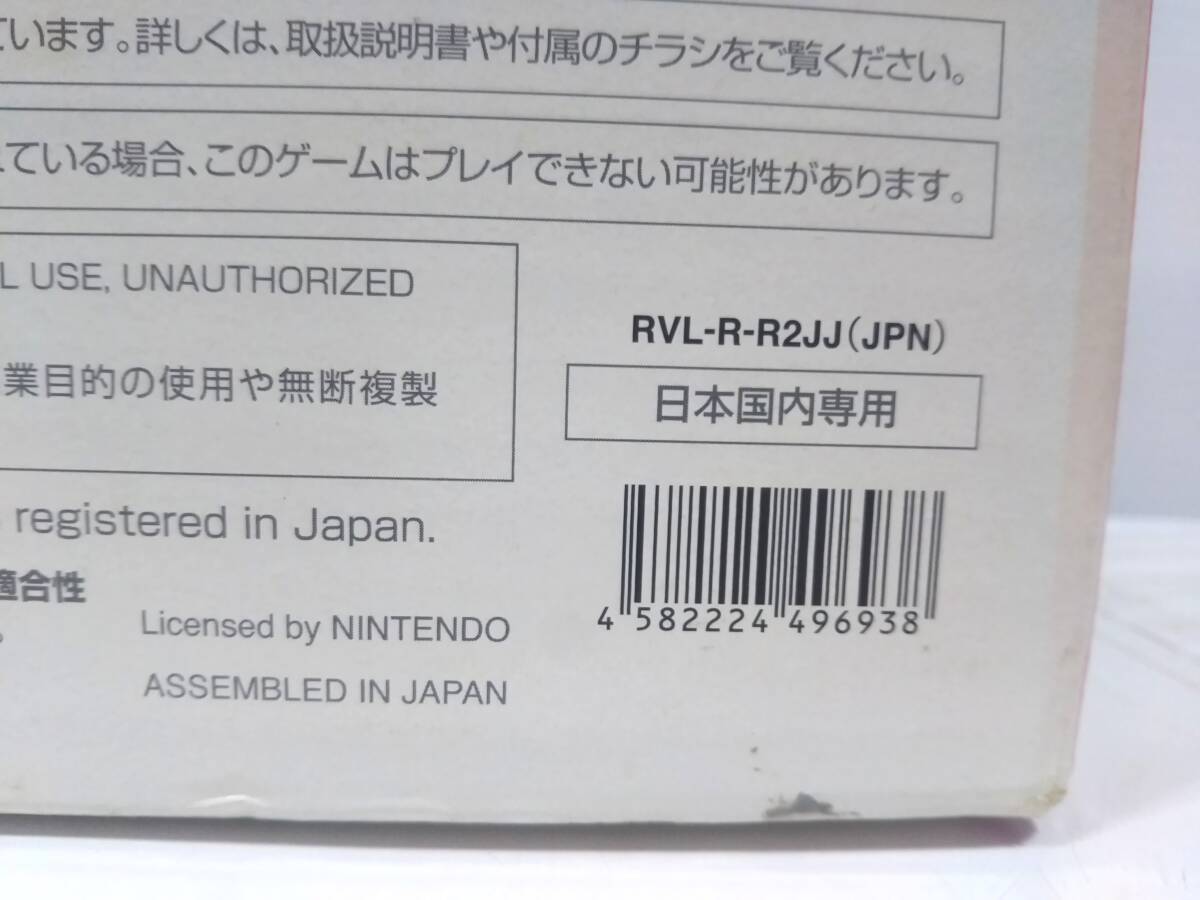 います。詳しくは、取扱説明書や付属のチラシをご覧ください。
ている場合、このゲームはプレイできない可能性があります。
L USE, UNAUTHORIZED
業目的の使用や無断複製
registered in Japan.
適合性
Licensed by NINTENDO
ASSEMBLED IN JAPAN
RVL-R-R2JJ(JPN)
日本国内専用
4 582224 496938